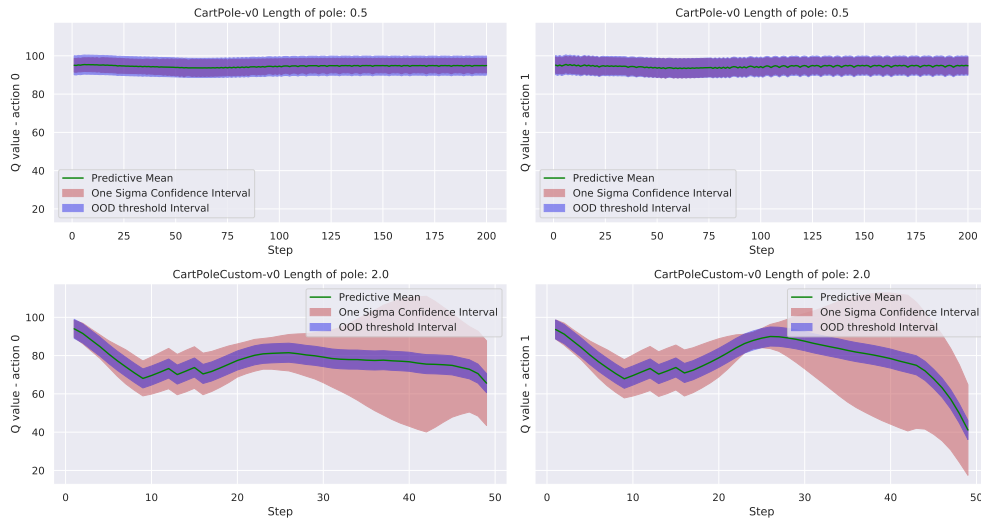 CartPole-v0 Length of pole: 0.5
Q value - action 0
100
80
60
40
20
Predictive Mean
One Sigma Confidence Interval
OOD threshold Interval
0 25 50 75 100 125 150 175 200
Step
CartPole-v0 Length of pole: 0.5
Q value - action 1
100
80
60
40
20
Predictive Mean
One Sigma Confidence Interval
OOD threshold Interval
0 25 50 75 100 125 150 175 200
Step
CartPoleCustom-v0 Length of pole: 2.0
Q value - action 0
100
80
60
40
20
Predictive Mean
One Sigma Confidence Interval
OOD threshold Interval
0 10 20 30 40 50
Step
CartPoleCustom-v0 Length of pole: 2.0
Q value - action 1
100
80
60
40
20
Predictive Mean
One Sigma Confidence Interval
OOD threshold Interval
0 10 20 30 40 50
Step